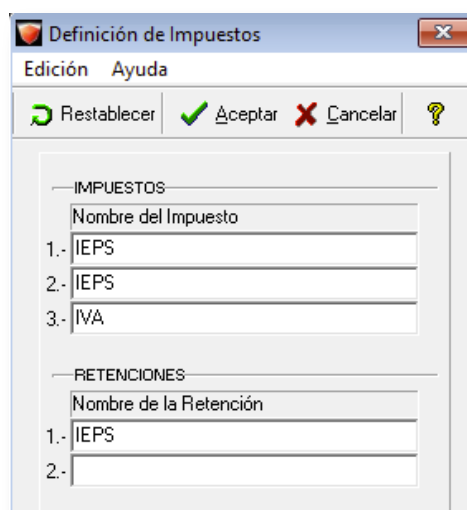 Definición de Impuestos
Edición Ayuda
Restablecer Aceptar Cancelar
IMPUESTOS
Nombre del Impuesto
1.- IEPS
2.- IEPS
3.- IVA
RETENCIONES
Nombre de la Retención
1.- IEPS
2.-